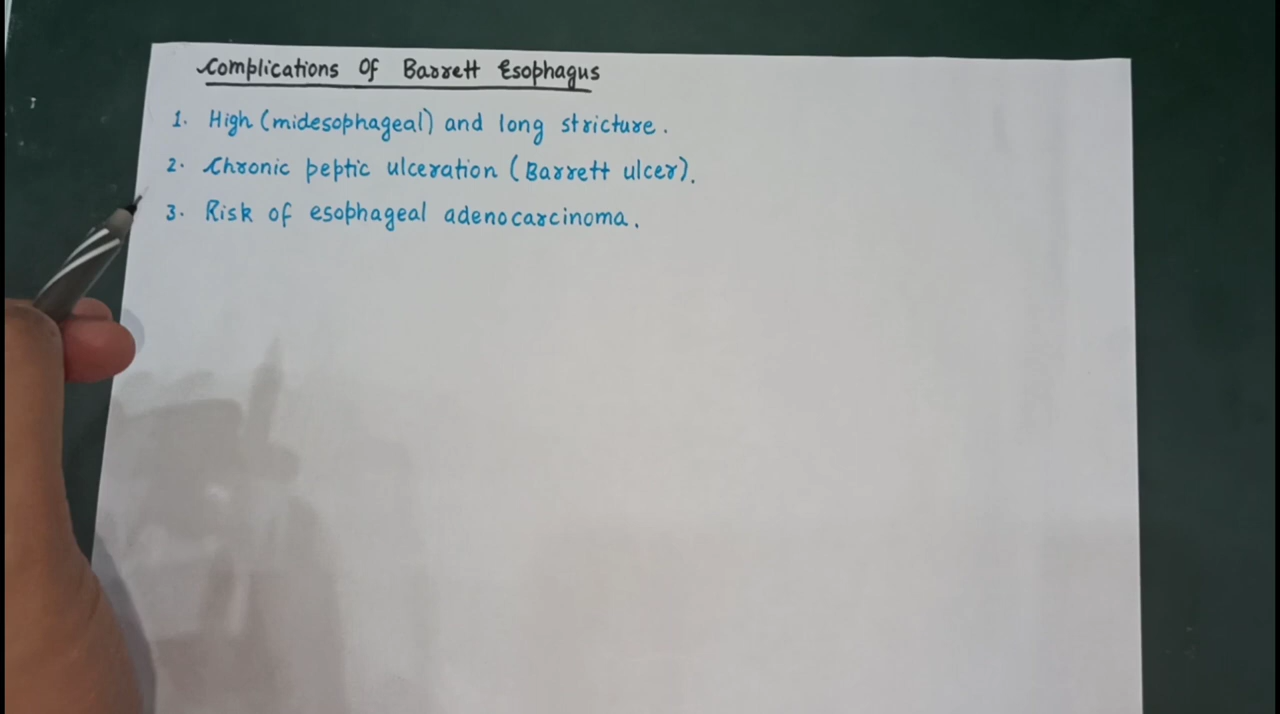 Complications Of Barrett Esophagus
1. High (midesophageal) and long stricture.
2. Chronic peptic ulceration (Barrett ulcer).
3. Risk of esophageal adenocarcinoma.